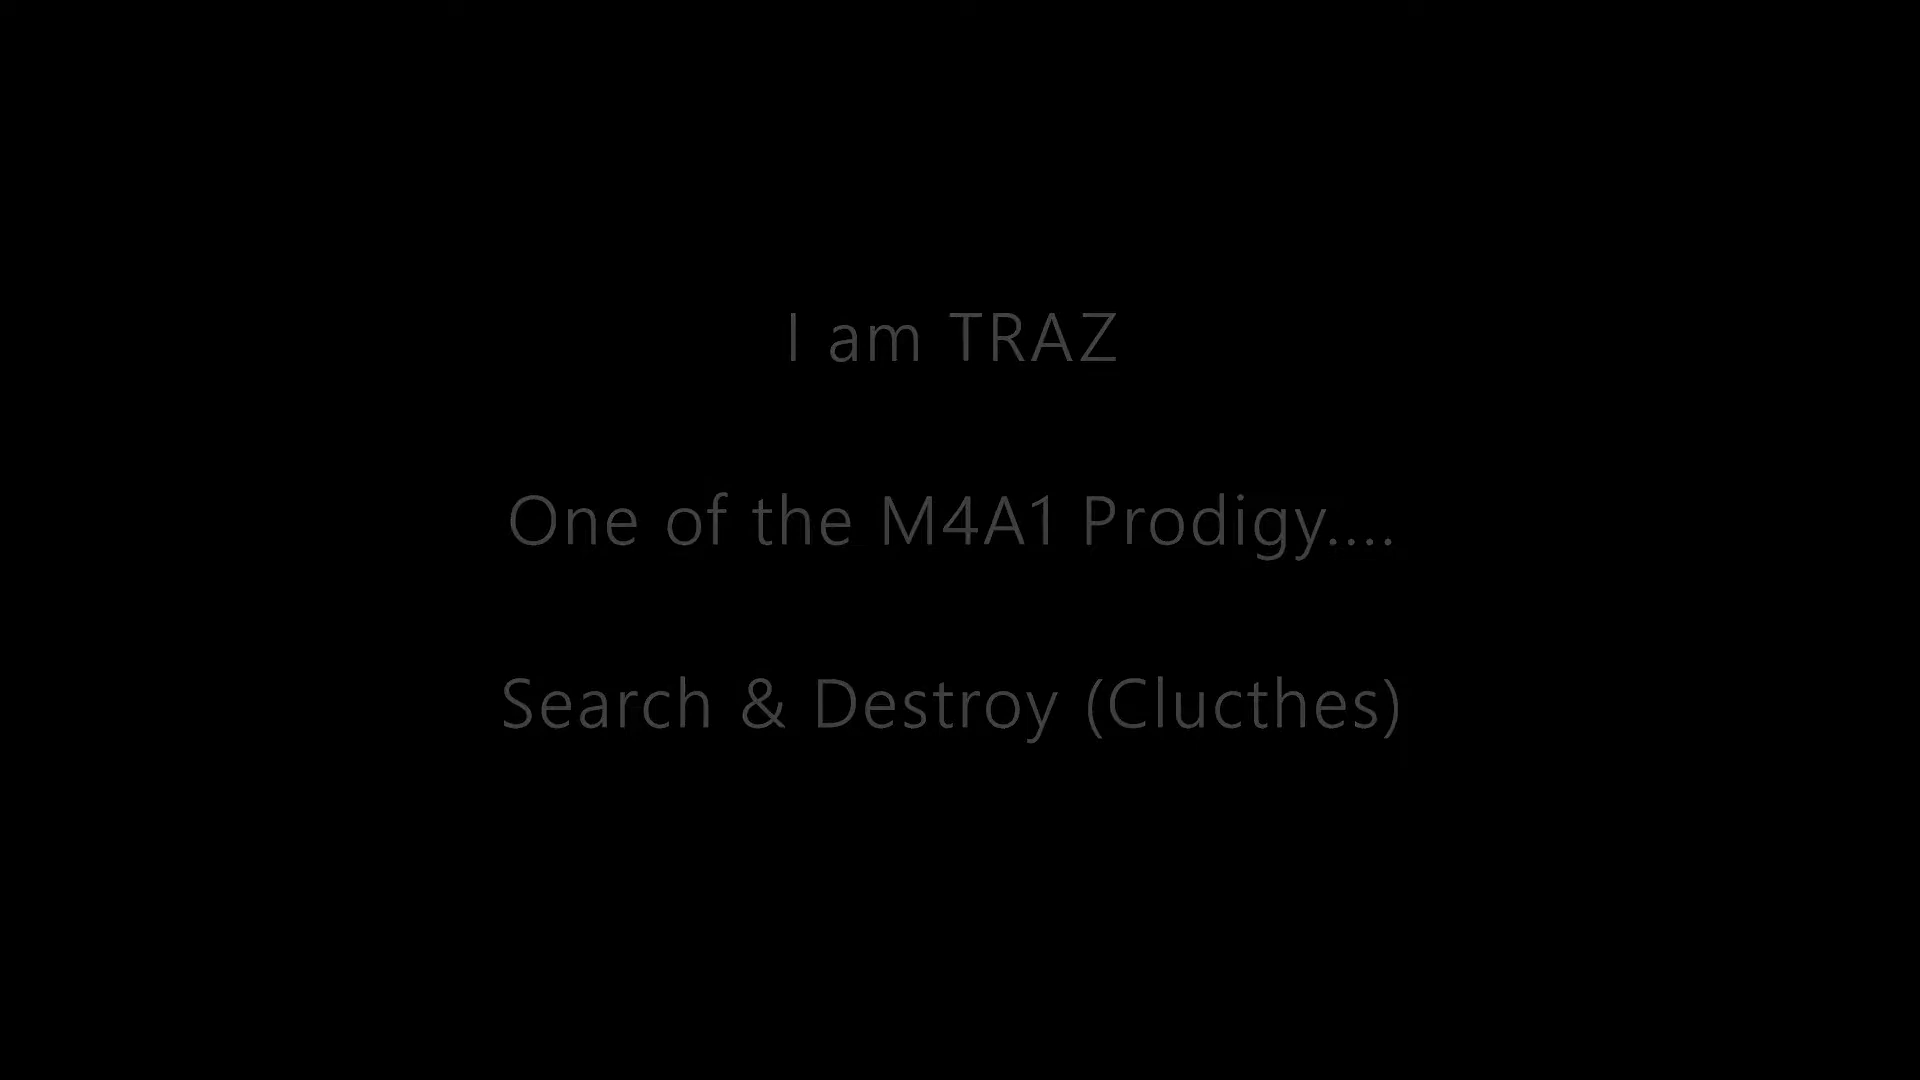 I am TRAZ
One of the M4A1 Prodigy....
Search & Destroy (Clucthes)